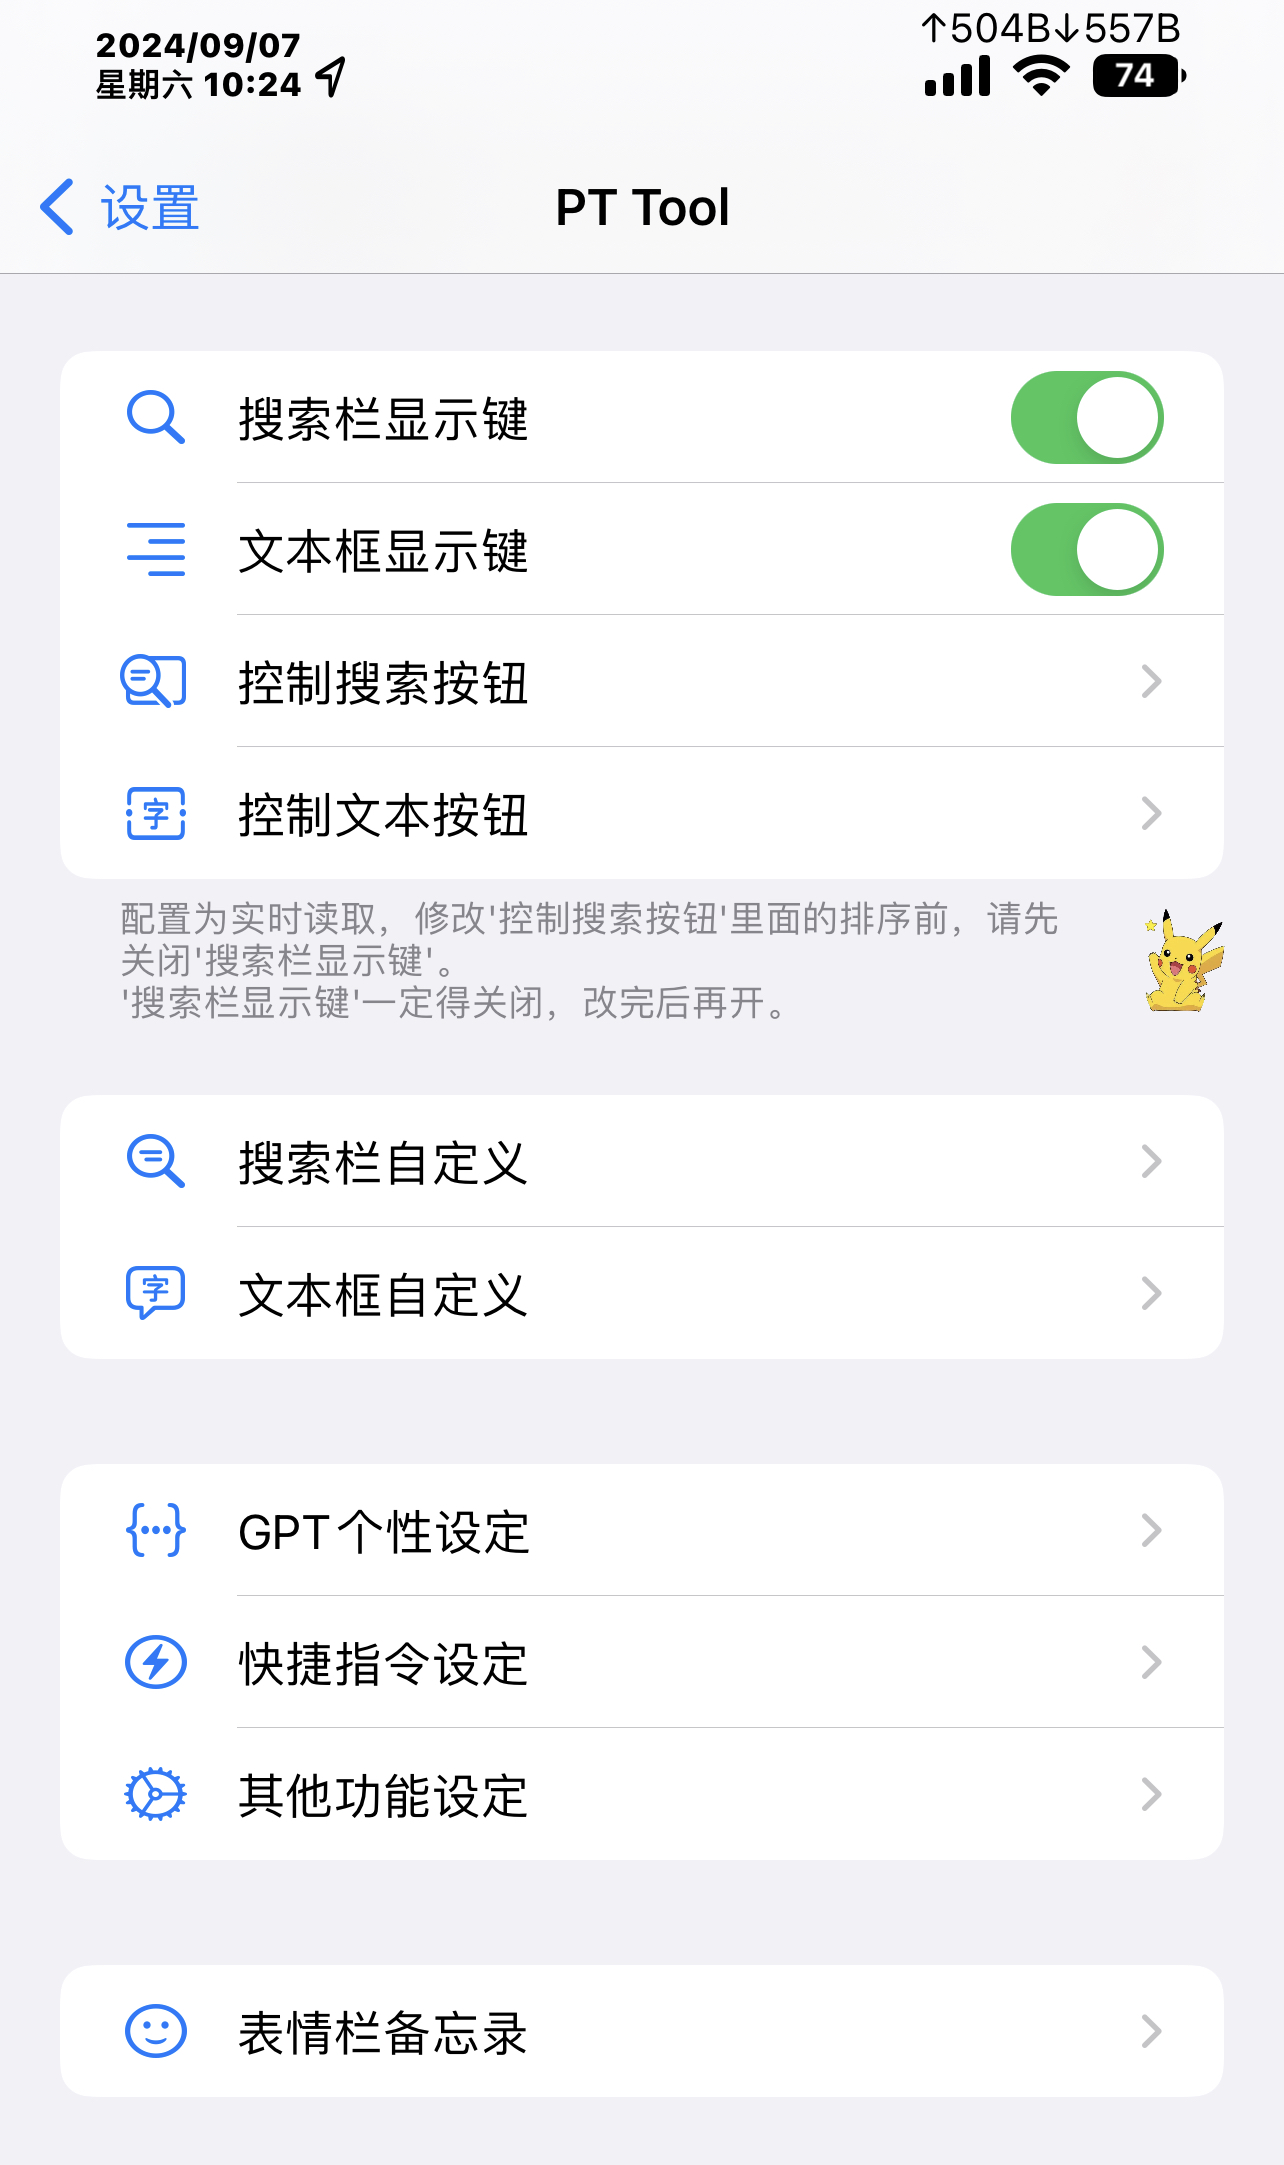 2024/09/07
星期六 10:24
↑504B↓557B
74
设置
PT Tool
搜索栏显示键
文本框显示键
控制搜索按钮
字
控制文本按钮
配置为实时读取，修改'控制搜索按钮'里面的排序前，请先
关闭'搜索栏显示键'。
'搜索栏显示键'一定得关闭，改完后再开。
搜索栏自定义
字
文本框自定义
GPT个性设定
快捷指令设定
其他功能设定
表情栏备忘录